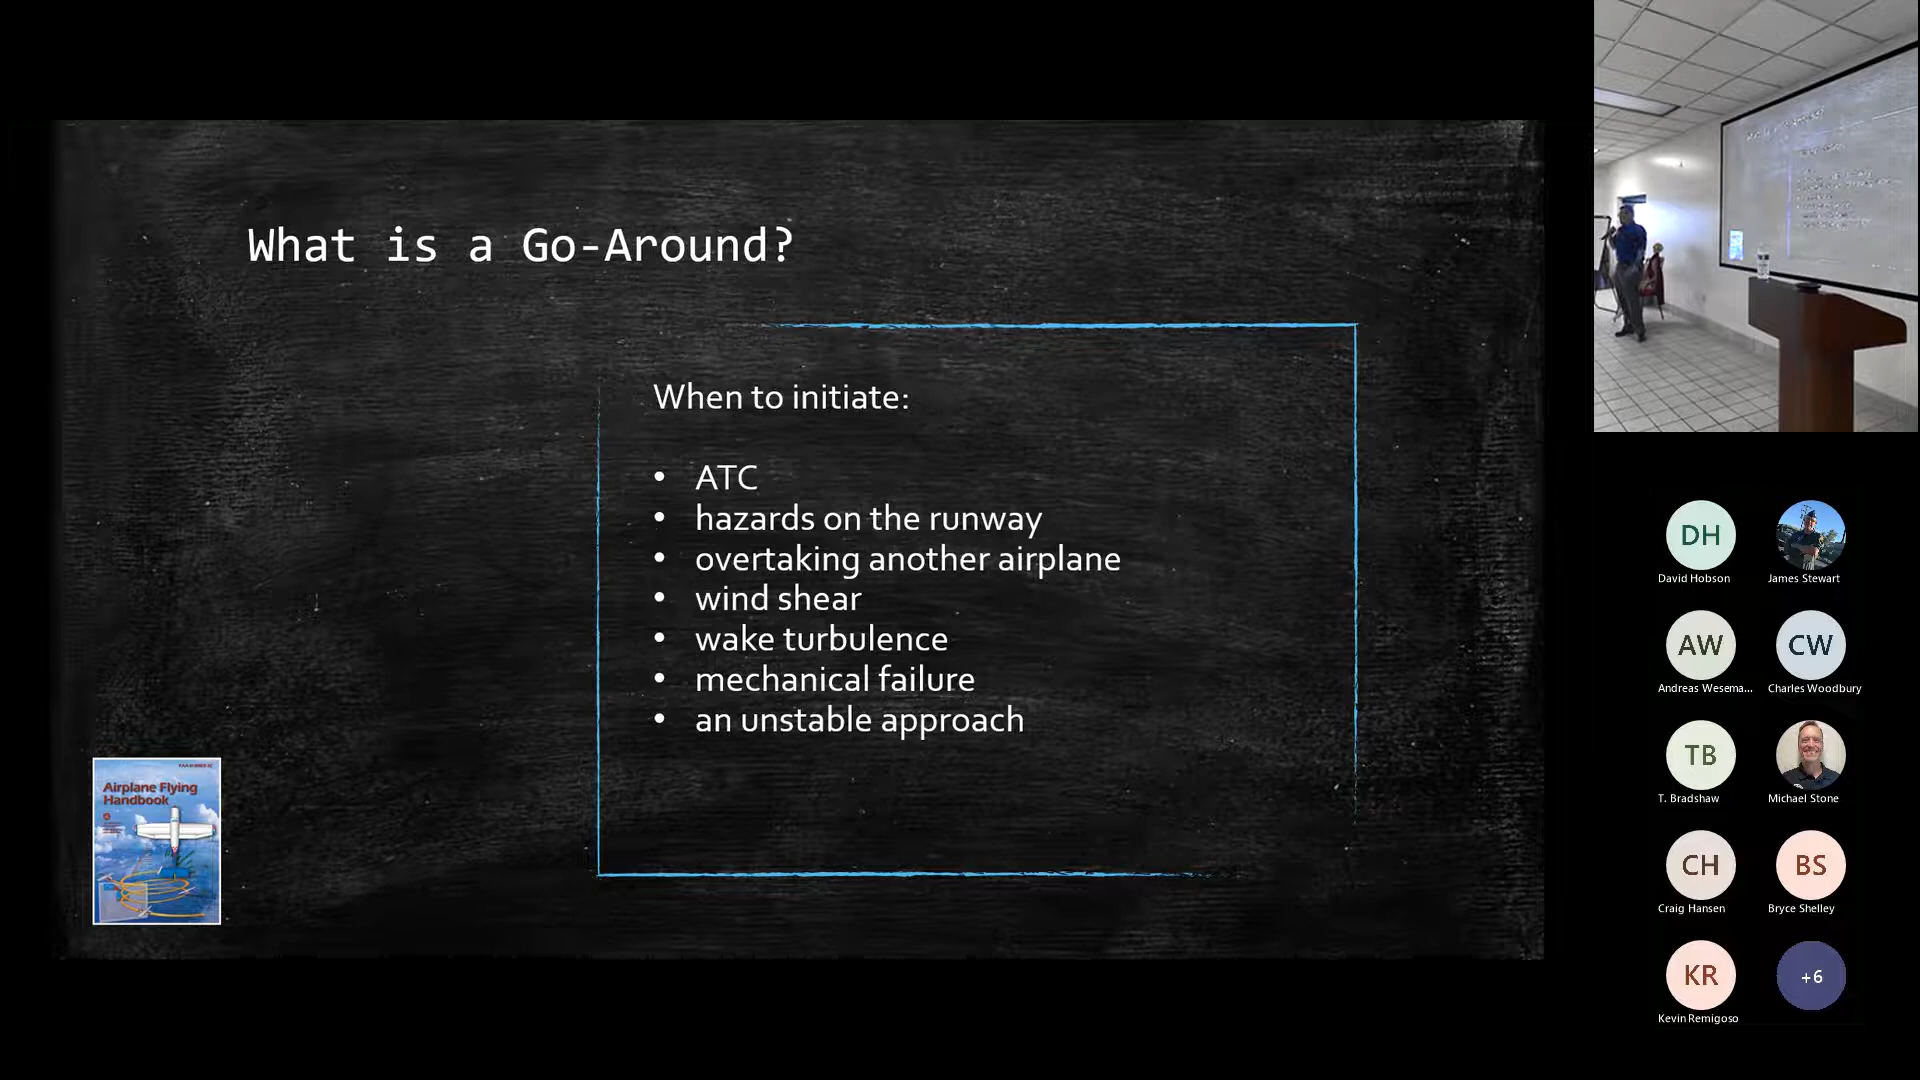 What is a Go-Around?
When to initiate:
• ATC
• hazards on the runway
• overtaking another airplane
• wind shear
• wake turbulence
• mechanical failure
• an unstable approach
Airplane Flying
Handbook
DH
David Hobson
James Stewart
AW
Andreas Wesema...
CW
Charles Woodbury
TB
T. Bradshaw
Michael Stone
CH
Craig Hansen
BS
Bryce Shelley
KR
Kevin Remigoso
+6